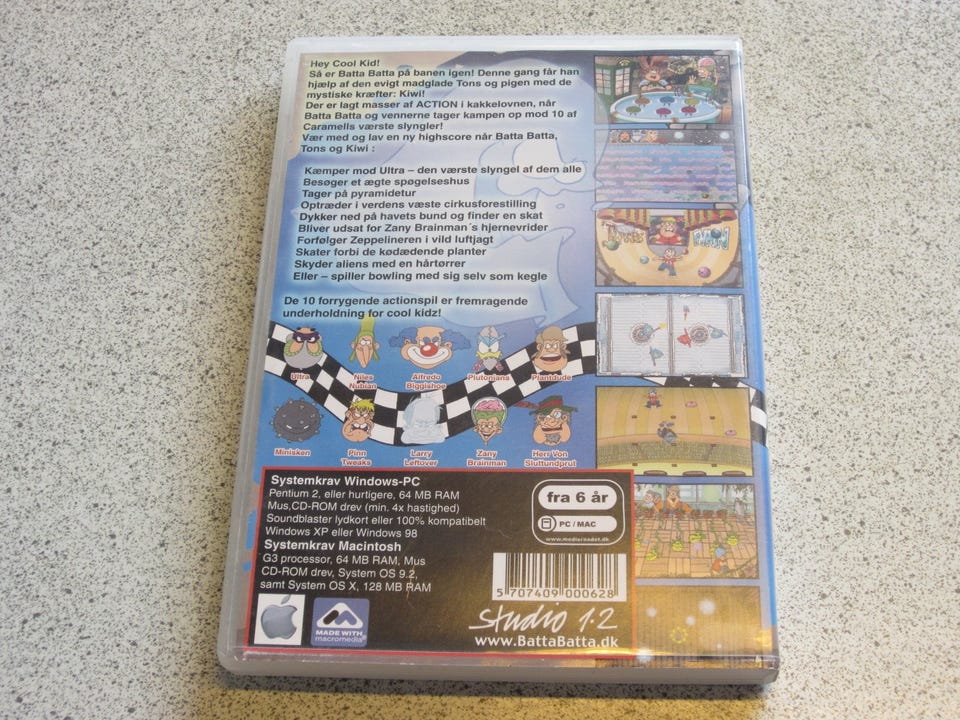 Hey Cool Kid!
Så er Batta Batta på banen igen! Denne gang får han
hjælp af den evigt madglade Tons og pigen med de
mystiske kræfter: Kiwi!
Der er lagt masser af ACTION i kakkelovnen, når
Batta Batta og vennerne tager kampen op mod 10 af
Caramells værste slyngler!
Vær med og lav en ny highscore når Batta Batta,
Tons og Kiwi :
Kæmper mod Ultra – den værste slyngel af dem alle
Besøger et ægte spøgelseshus
Tager på pyramidetur
Optræder i verdens væste cirkusforestilling
Dykker ned på havets bund og finder en skat
Bliver udsat for Zany Brainman´s hjernevrider
Forfølger Zeppelineren i vild luftjagt
Skater forbi de kødædende planter
Skyder aliens med en hårtørrer
Eller – spiller bowling med sig selv som kegle
De 10 forrygende actionspil er fremragende
underholdning for cool kidz!
Ultra
Niles Nubian
Alfredo Biggishoe
Plutonians
Plantdude
Minisken
Pinn Tweaks
Larry Leftover
Zany Brainman
Herr Von Sluttundprut
Systemkrav Windows-PC
Pentium 2, eller hurtigere, 64 MB RAM
Mus,CD-ROM drev (min. 4x hastighed)
Soundblaster lydkort eller 100% kompatibelt
Windows XP eller Windows 98
Systemkrav Macintosh
G3 processor, 64 MB RAM, Mus
CD-ROM drev, System OS 9.2,
samt System OS X, 128 MB RAM
fra 6 år
PC / MAC
www.medieraadet.dk
5 707409 000628
MADE WITH
macromedia
Studio 1.2
www.BattaBatta.dk